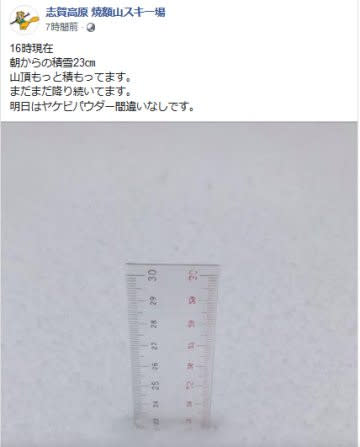 志賀高原 焼額山スキー場
7時間前 ·
16時現在
朝からの積雪23㎝
山頂もっと積もってます。
まだまだ降り続いてます。
明日はヤケビパウダー間違いなしです。
30
29
28
27
26
25
24